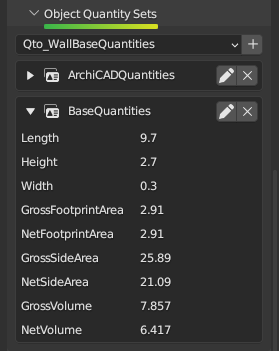 Object Quantity Sets
Qto_WallBaseQuantities
ArchiCADQuantities
BaseQuantities
Length 9.7
Height 2.7
Width 0.3
GrossFootprintArea 2.91
NetFootprintArea 2.91
GrossSideArea 25.89
NetSideArea 21.09
GrossVolume 7.857
NetVolume 6.417